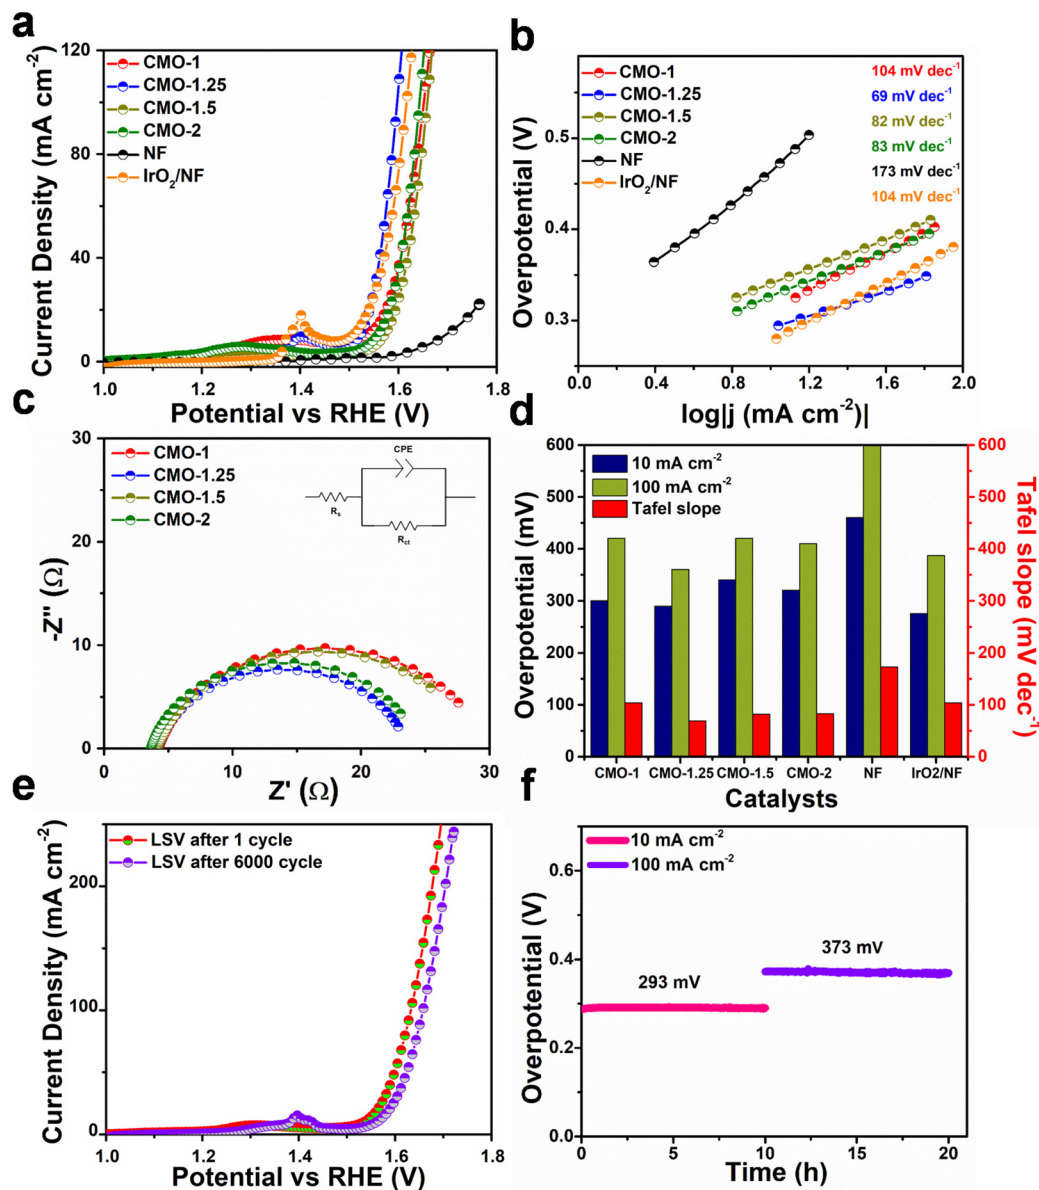 a
Current Density (mA cm⁻²)
120
80
40
0
1.0
1.2
1.4
1.6
1.8
Potential vs RHE (V)
CMO-1
CMO-1.25
CMO-1.5
CMO-2
NF
IrO₂/NF
b
Overpotential (V)
0.5
0.4
0.3
0.0
0.4
0.8
1.2
1.6
2.0
log|j (mA cm⁻²)|
CMO-1
CMO-1.25
CMO-1.5
CMO-2
NF
IrO₂/NF
104 mV dec⁻¹
69 mV dec⁻¹
82 mV dec⁻¹
83 mV dec⁻¹
173 mV dec⁻¹
104 mV dec⁻¹
c
-Z" (Ω)
30
25
20
15
10
5
0
0
10
20
30
Z' (Ω)
CMO-1
CMO-1.25
CMO-1.5
CMO-2
CPE
Rs
Rct
d
Overpotential (mV)
600
500
400
300
200
100
0
10 mA cm⁻²
100 mA cm⁻²
Tafel slope
600
500
400
300
200
100
0
Tafel slope (mV dec⁻¹)
CMO-1
CMO-1.25
CMO-1.5
CMO-2
NF
IrO2/NF
Catalysts
e
Current Density (mA cm⁻²)
200
100
0
1.0
1.2
1.4
1.6
1.8
Potential vs RHE (V)
LSV after 1 cycle
LSV after 6000 cycle
f
Overpotential (V)
0.6
0.4
0.2
0.0
0
5
10
15
20
Time (h)
10 mA cm⁻²
100 mA cm⁻²
293 mV
373 mV